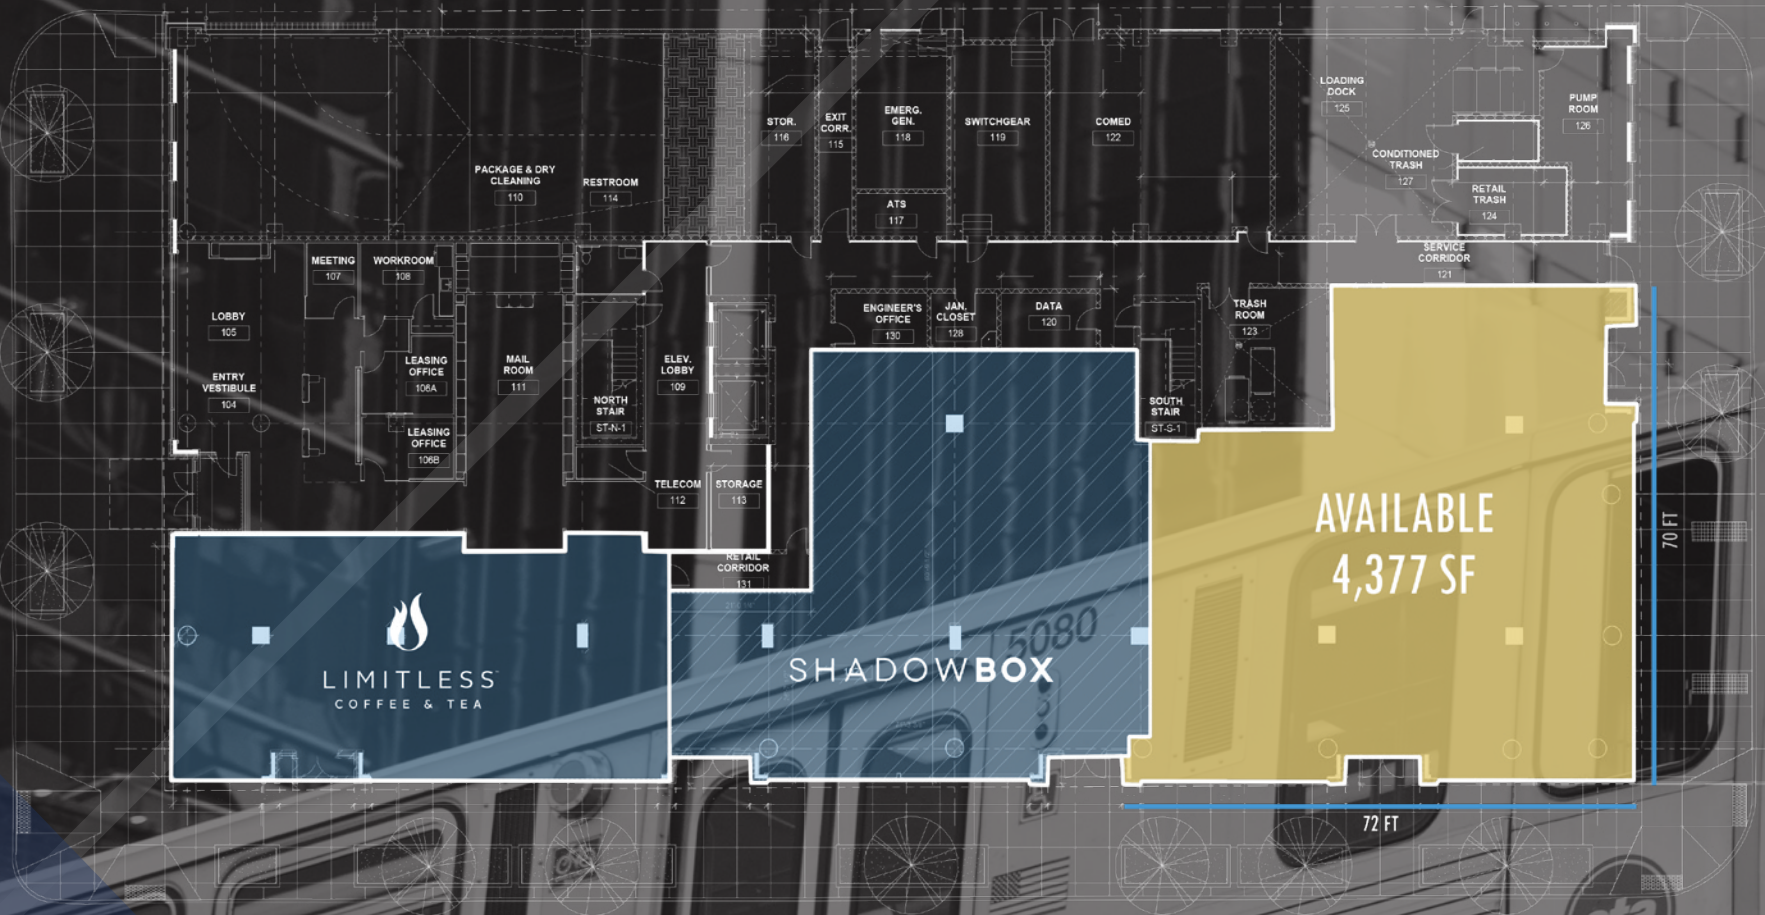 LOADING
DOCK
125
PUMP
ROOM
126
STOR.
116
EXIT
CORR.
115
EMERG.
GEN.
118
SWITCHGEAR
119
COMED
122
CONDITIONED
TRASH
127
PACKAGE & DRY
CLEANING
110
RESTROOM
114
RETAIL
TRASH
124
ATS
117
SERVICE
CORRIDOR
121
MEETING
107
WORKROOM
108
LOBBY
105
ENGINEER'S
OFFICE
130
JAN.
CLOSET
128
DATA
120
TRASH
ROOM
123
LEASING
OFFICE
106A
MAIL
ROOM
111
ELEV.
LOBBY
109
ENTRY
VESTIBULE
104
NORTH
STAIR
ST-N-1
SOUTH
STAIR
ST-S-1
LEASING
OFFICE
106B
TELECOM
112
STORAGE
113
AVAILABLE
4,377 SF
70 FT
RETAIL
CORRIDOR
131
5080
LIMITLESS
COFFEE & TEA
SHADOWBOX
72 FT
cta